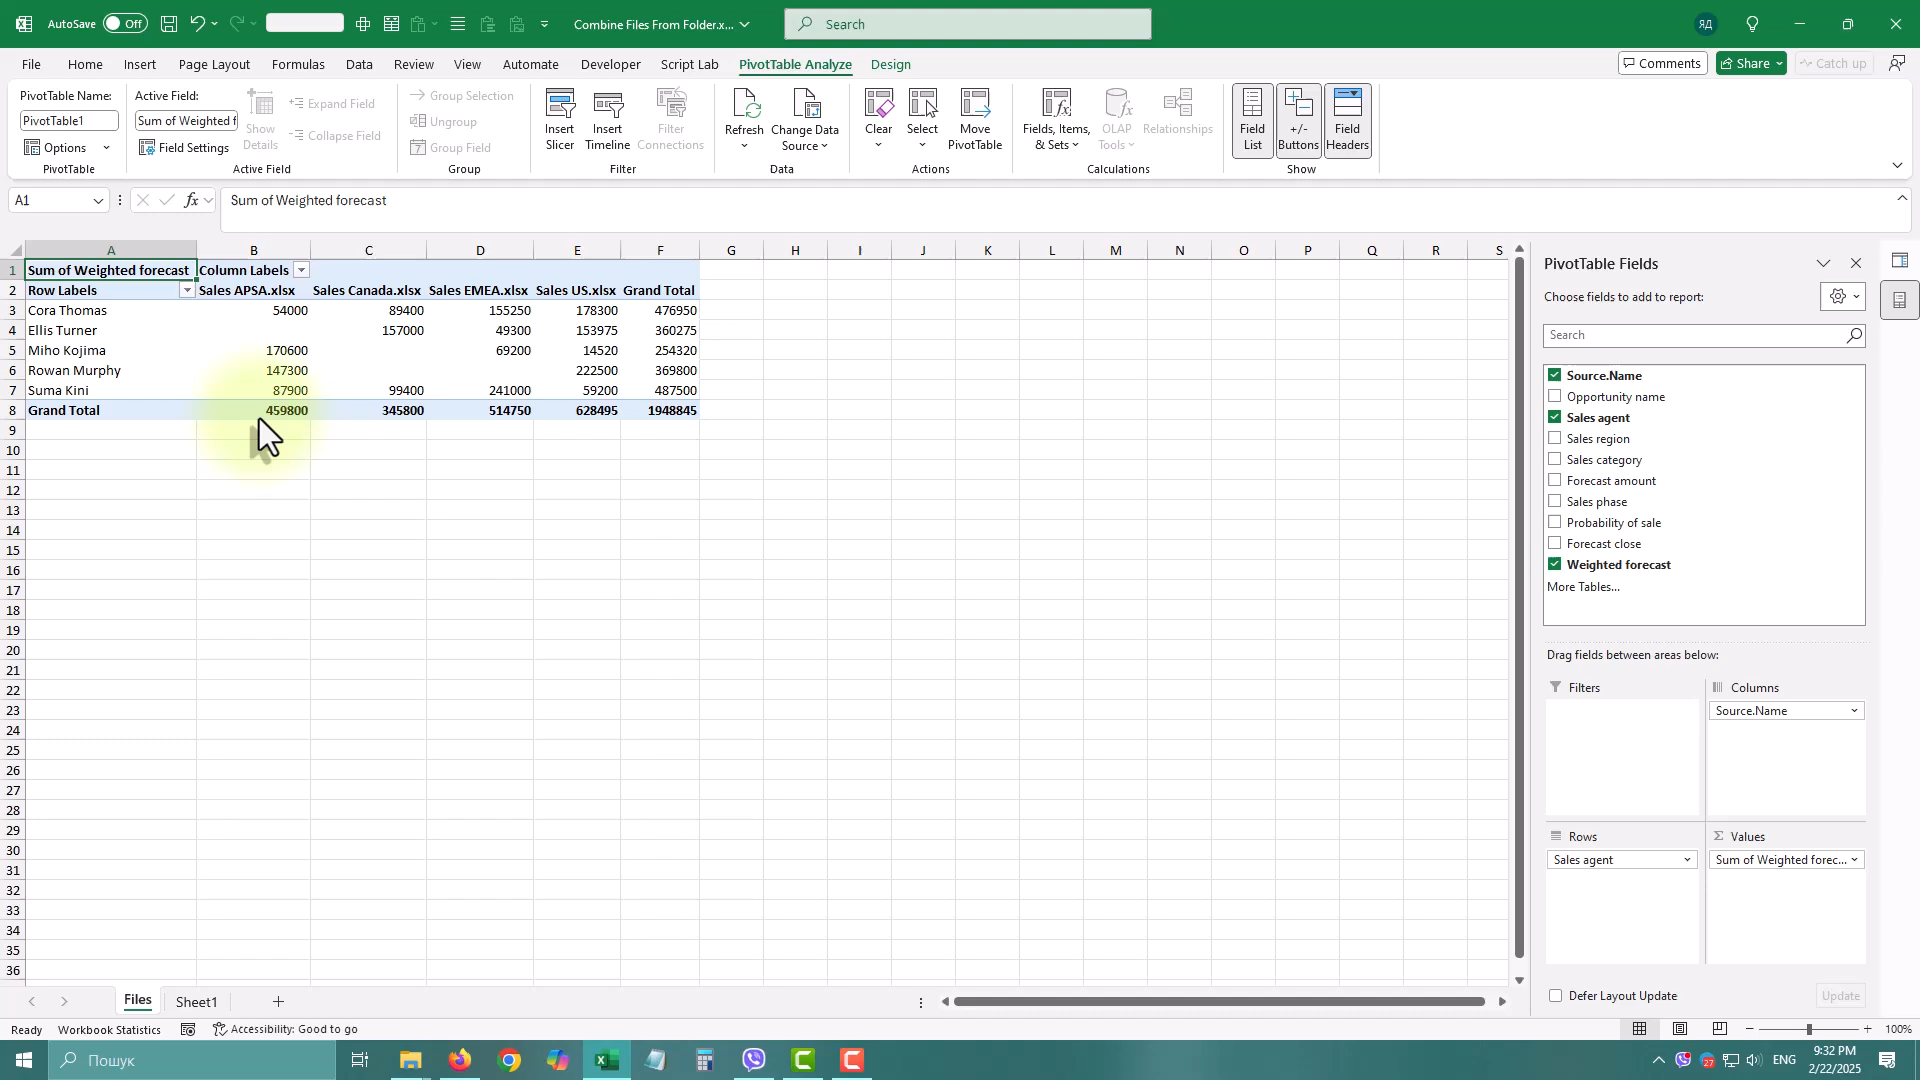 AutoSave Off Combine Files From Folder.x... Search ЯД
File Home Insert Page Layout Formulas Data Review View Automate Developer Script Lab PivotTable Analyze Design Comments Share Catch up
PivotTable Name:
PivotTable1
Options
PivotTable
Active Field:
Sum of Weighted f
Field Settings
Show Details
Expand Field
Collapse Field
Active Field
Group Selection
Ungroup
Group Field
Group
Insert Slicer
Insert Timeline
Filter Connections
Filter
Refresh
Change Data Source
Data
Clear
Select
Move PivotTable
Actions
Fields, Items, & Sets
OLAP Tools
Relationships
Calculations
Field List
+/- Buttons
Field Headers
Show
A1 fx Sum of Weighted forecast
A B C D E F G H I J K L M N O P Q R S
1 Sum of Weighted forecast Column Labels
2 Row Labels Sales APSA.xlsx Sales Canada.xlsx Sales EMEA.xlsx Sales US.xlsx Grand Total
3 Cora Thomas 54000 89400 155250 178300 476950
4 Ellis Turner 157000 49300 153975 360275
5 Miho Kojima 170600 69200 14520 254320
6 Rowan Murphy 147300 222500 369800
7 Suma Kini 87900 99400 241000 59200 487500
8 Grand Total 459800 345800 514750 628495 1948845
9
10
11
12
13
14
15
16
17
18
19
20
21
22
23
24
25
26
27
28
29
30
31
32
33
34
35
36
PivotTable Fields
Choose fields to add to report:
Search
Source.Name
Opportunity name
Sales agent
Sales region
Sales category
Forecast amount
Sales phase
Probability of sale
Forecast close
Weighted forecast
More Tables...
Drag fields between areas below:
Filters
Columns
Source.Name
Rows
Sales agent
Values
Sum of Weighted forec...
Defer Layout Update Update
Files Sheet1
Ready Workbook Statistics Accessibility: Good to go 100%
Пошук
27 ENG 9:32 PM
2/22/2025